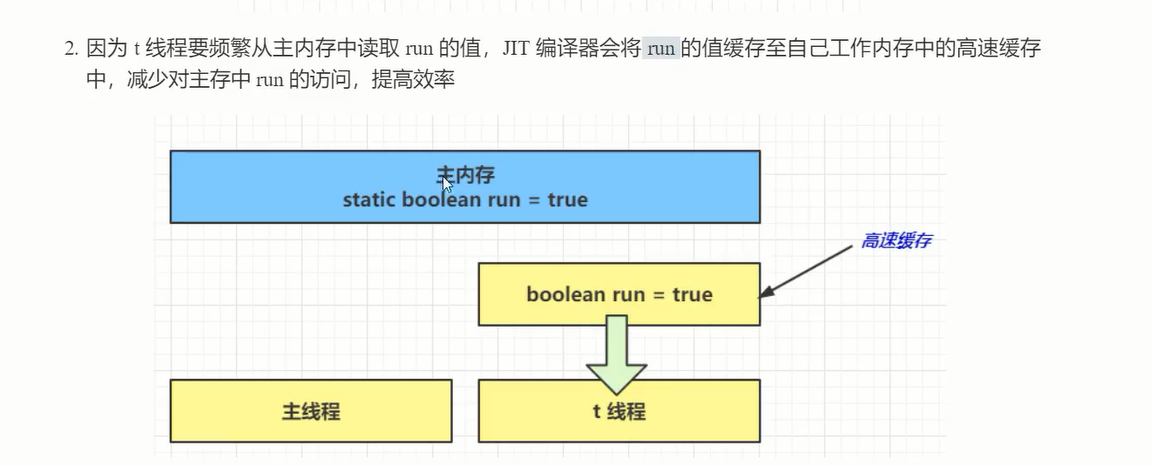 2. 因为 t 线程要频繁从主内存中读取 run 的值，JIT 编译器会将 run 的值缓存至自己工作内存中的高速缓存
中，减少对主存中 run 的访问，提高效率
主内存
static boolean run = true
高速缓存
boolean run = true
主线程
t 线程